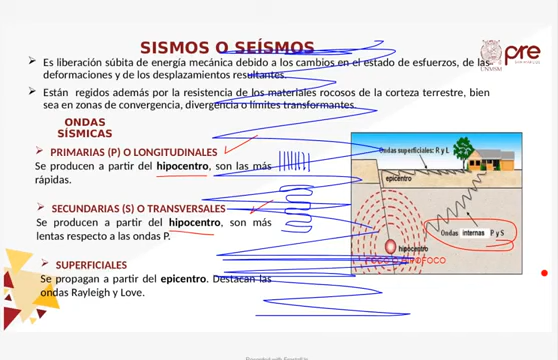 SISMOS O SEÍSMOS
pre
UNMSM
Es liberación súbita de energía mecánica debido a los cambios en el estado de esfuerzos, de las
deformaciones y de los desplazamientos resultantes.
Están regidos además por la resistencia de los materiales rocosos de la corteza terrestre, bien
sea en zonas de convergencia, divergencia o límites transformantes.
ONDAS
SÍSMICAS
PRIMARIAS (P) O LONGITUDINALES
Se producen a partir del hipocentro, son las más
rápidas.
SECUNDARIAS (S) O TRANSVERSALES
Se producen a partir del hipocentro, son más
lentas respecto a las ondas P.
SUPERFICIALES
Se propagan a partir del epicentro. Destacan las
ondas Rayleigh y Love.
Ondas superficiales: R y L
epicentro
Ondas internas P y S
hipocentro